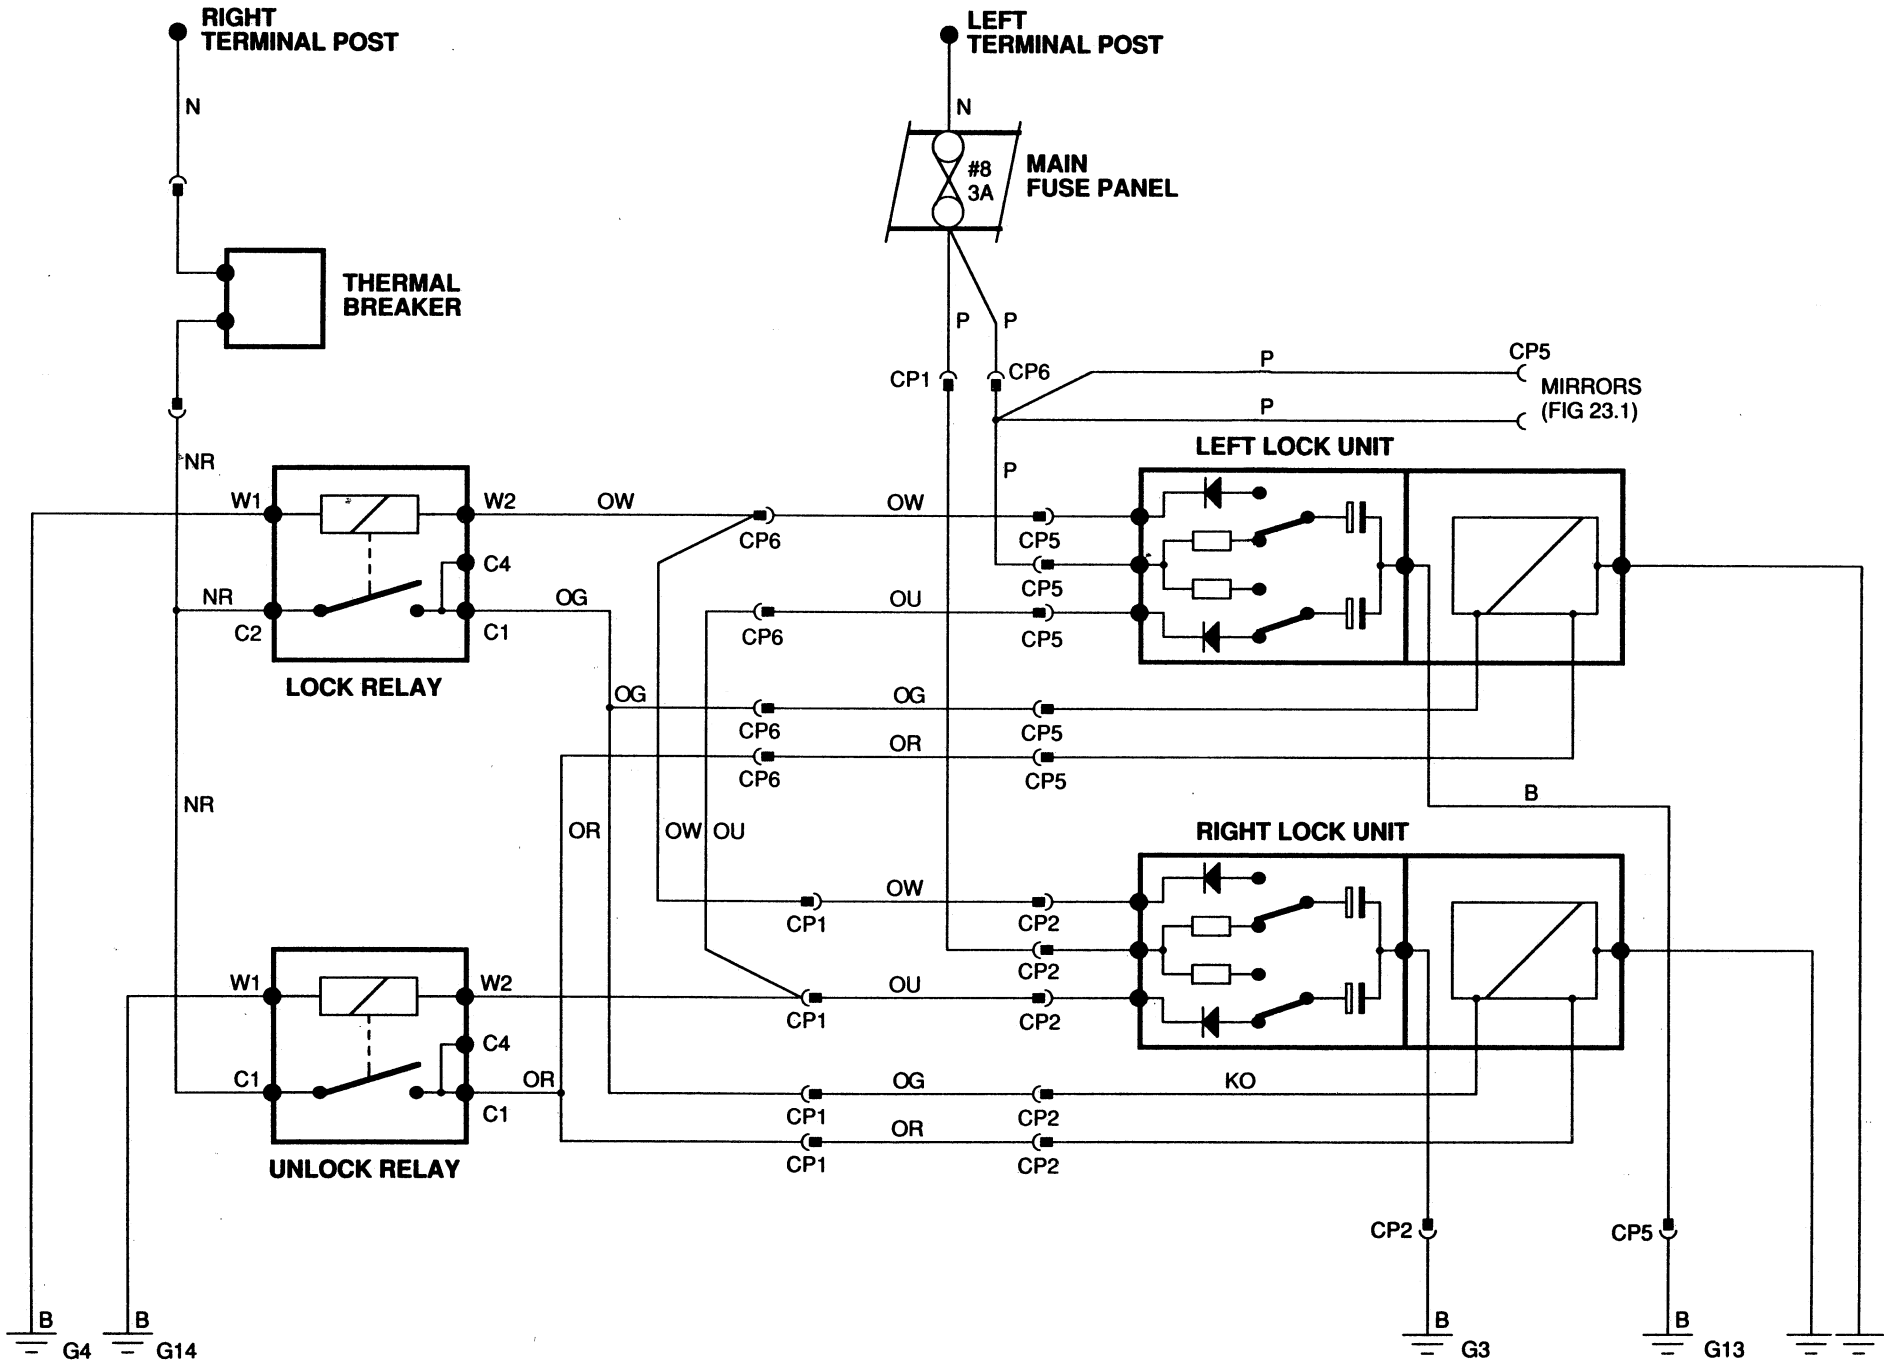 RIGHT
TERMINAL POST
LEFT
TERMINAL POST
N
N
#8
3A
MAIN
FUSE PANEL
THERMAL
BREAKER
P
P
CP1
CP6
P
CP5
P
MIRRORS
(FIG 23.1)
LEFT LOCK UNIT
NR
P
W1
W2
OW
OW
CP6
CP5
C4
CP5
NR
OG
OU
C2
C1
CP6
CP5
LOCK RELAY
OG
OG
CP6
CP5
OR
CP6
CP5
NR
B
OR
OW
OU
RIGHT LOCK UNIT
OW
CP1
CP2
CP2
W1
W2
OU
CP1
CP2
C4
C1
OR
OG
KO
C1
CP1
CP2
OR
CP1
CP2
UNLOCK RELAY
CP2
CP5
B
B
B
B
G4
G14
G3
G13